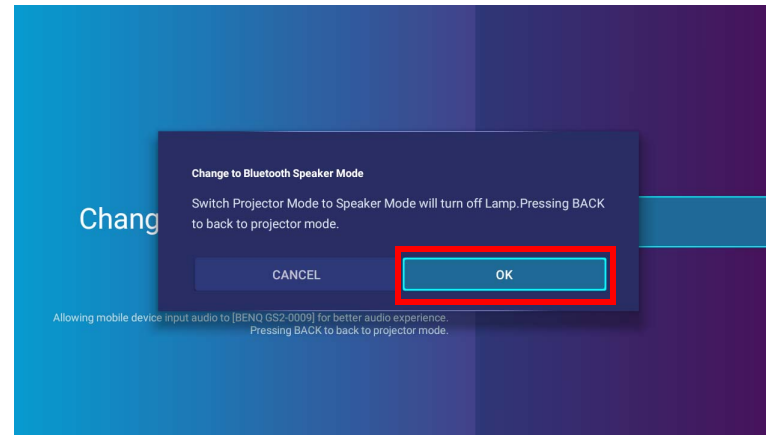 Change to Bluetooth Speaker Mode
Switch Projector Mode to Speaker Mode will turn off Lamp.Pressing BACK
to back to projector mode.
Chang
CANCEL
OK
Allowing mobile device input audio to [BENQ GS2-0009] for better audio experience.
Pressing BACK to back to projector mode.